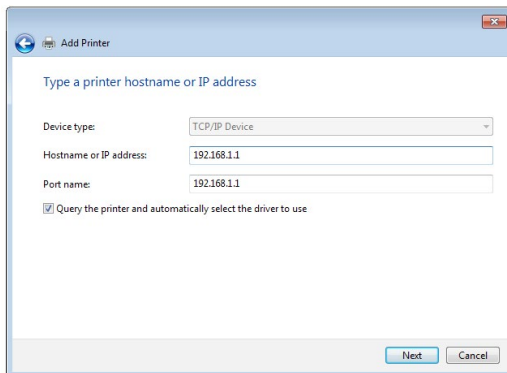 Add Printer
Type a printer hostname or IP address
Device type: TCP/IP Device
Hostname or IP address: 192.168.1.1
Port name: 192.168.1.1
Query the printer and automatically select the driver to use
Next Cancel